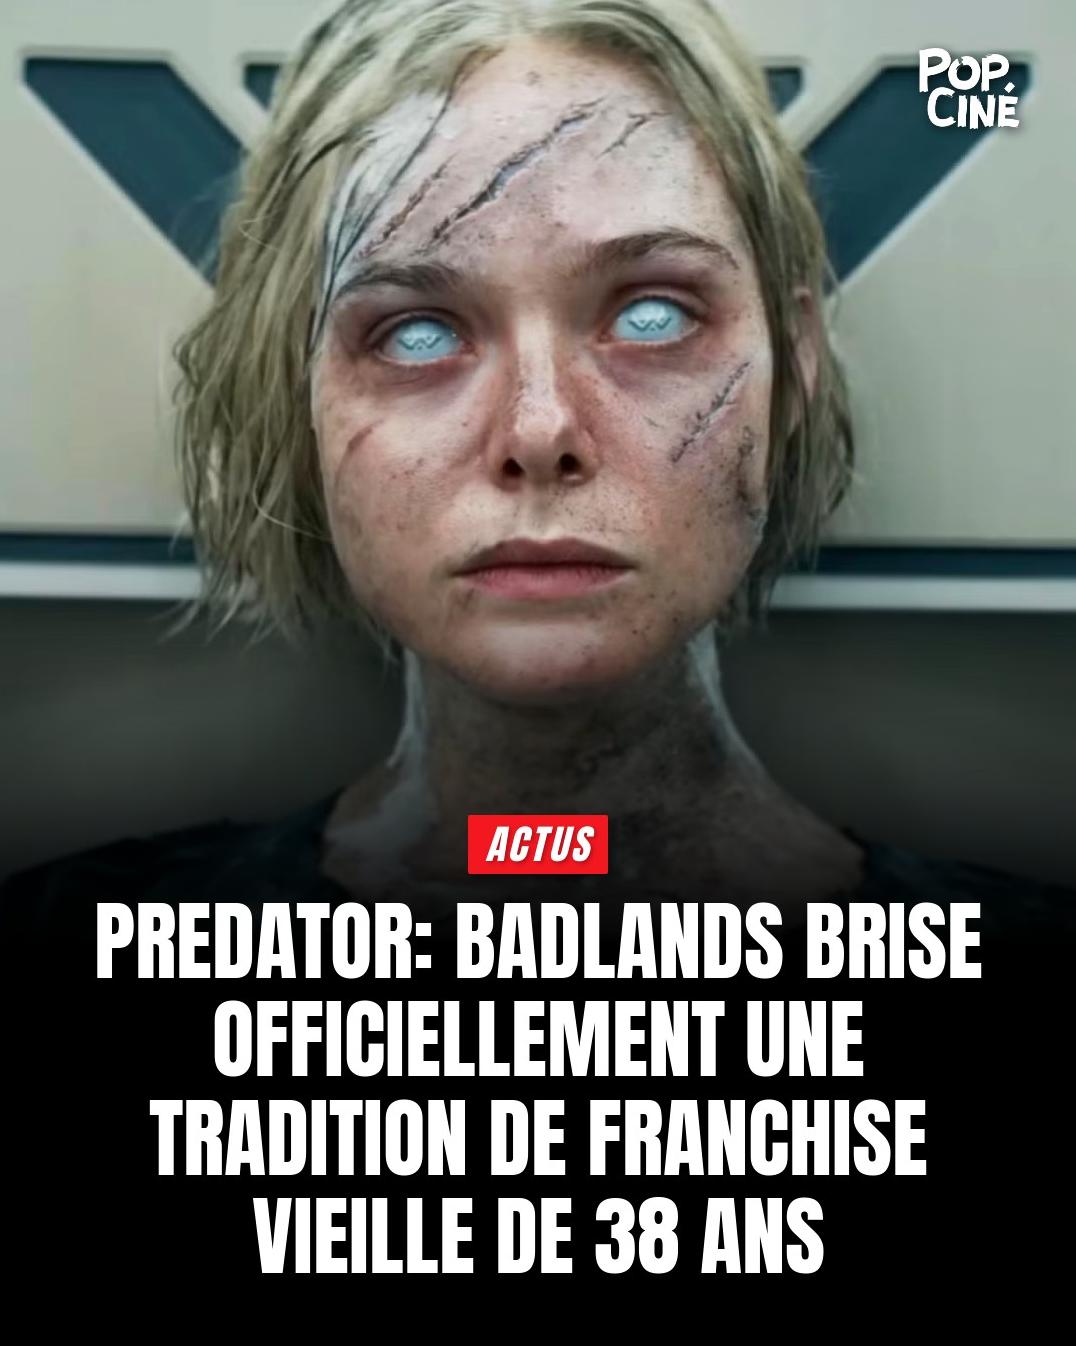 POP.
CINÉ
ACTUS
PREDATOR: BADLANDS BRISE
OFFICIELLEMENT UNE
TRADITION DE FRANCHISE
VIEILLE DE 38 ANS